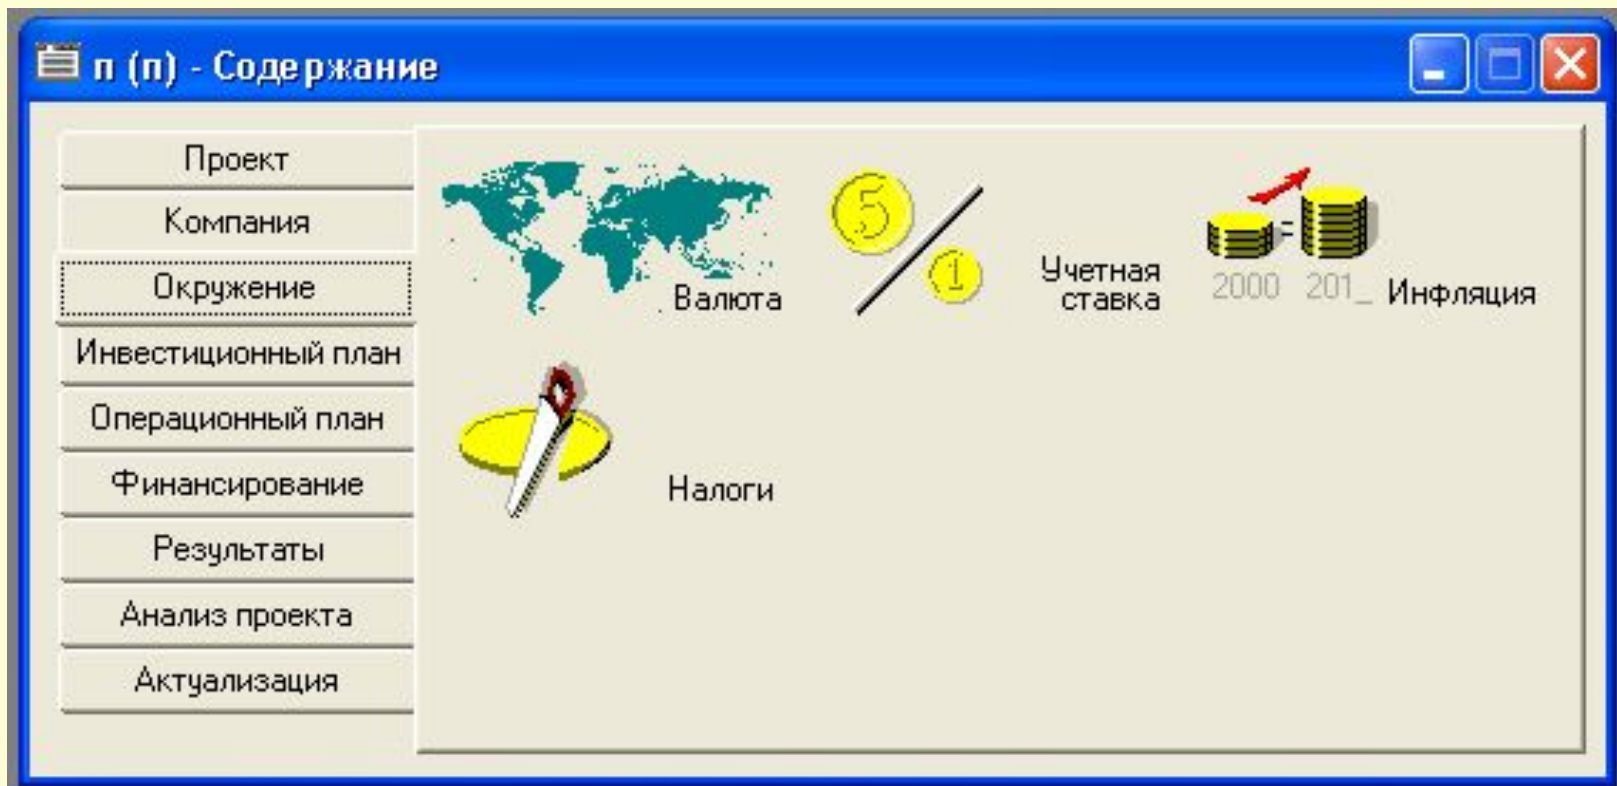 п (п) - Содержание
Проект
Компания
Окружение
Инвестиционный план
Операционный план
Финансирование
Результаты
Анализ проекта
Актуализация
Валюта
5
1
Учетная
ставка
=
2000 201_
Инфляция
Налоги